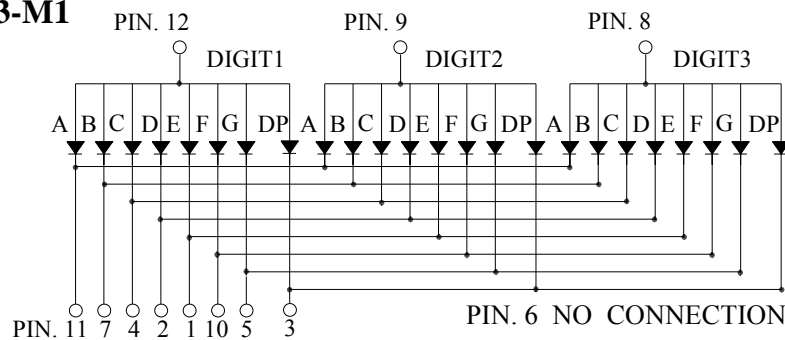 3-M1
PIN. 12 PIN. 9 PIN. 8
DIGIT1 DIGIT2 DIGIT3
A B C D E F G DP A B C D E F G DP A B C D E F G DP
PIN. 11 7 4 2 1 10 5 3 PIN. 6 NO CONNECTION